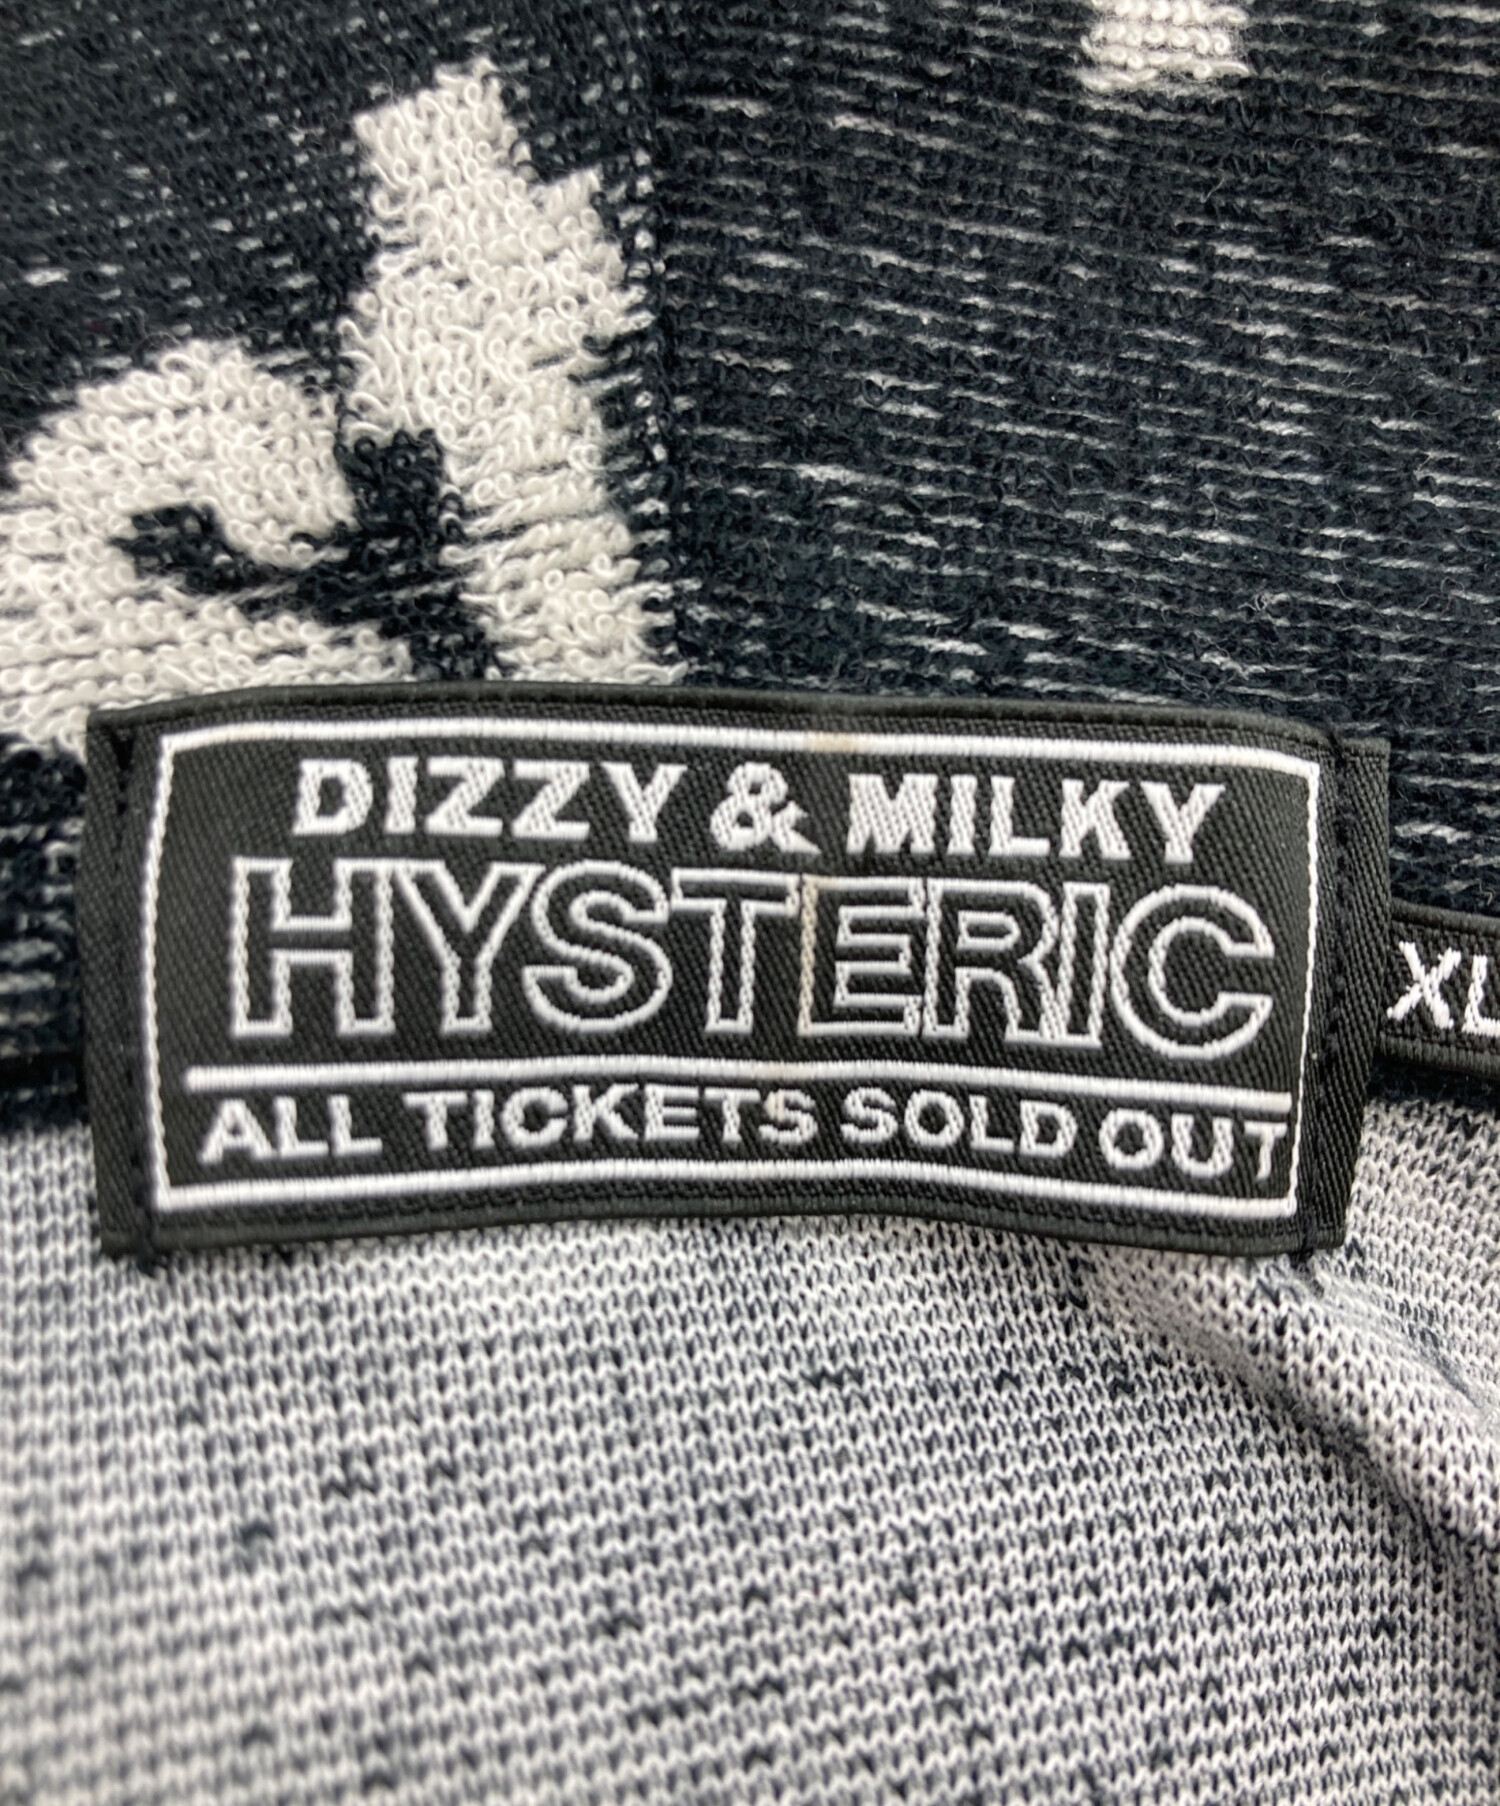 DIZZY & MILKY
HYSTERIC
ALL TICKETS SOLD OUT
XL